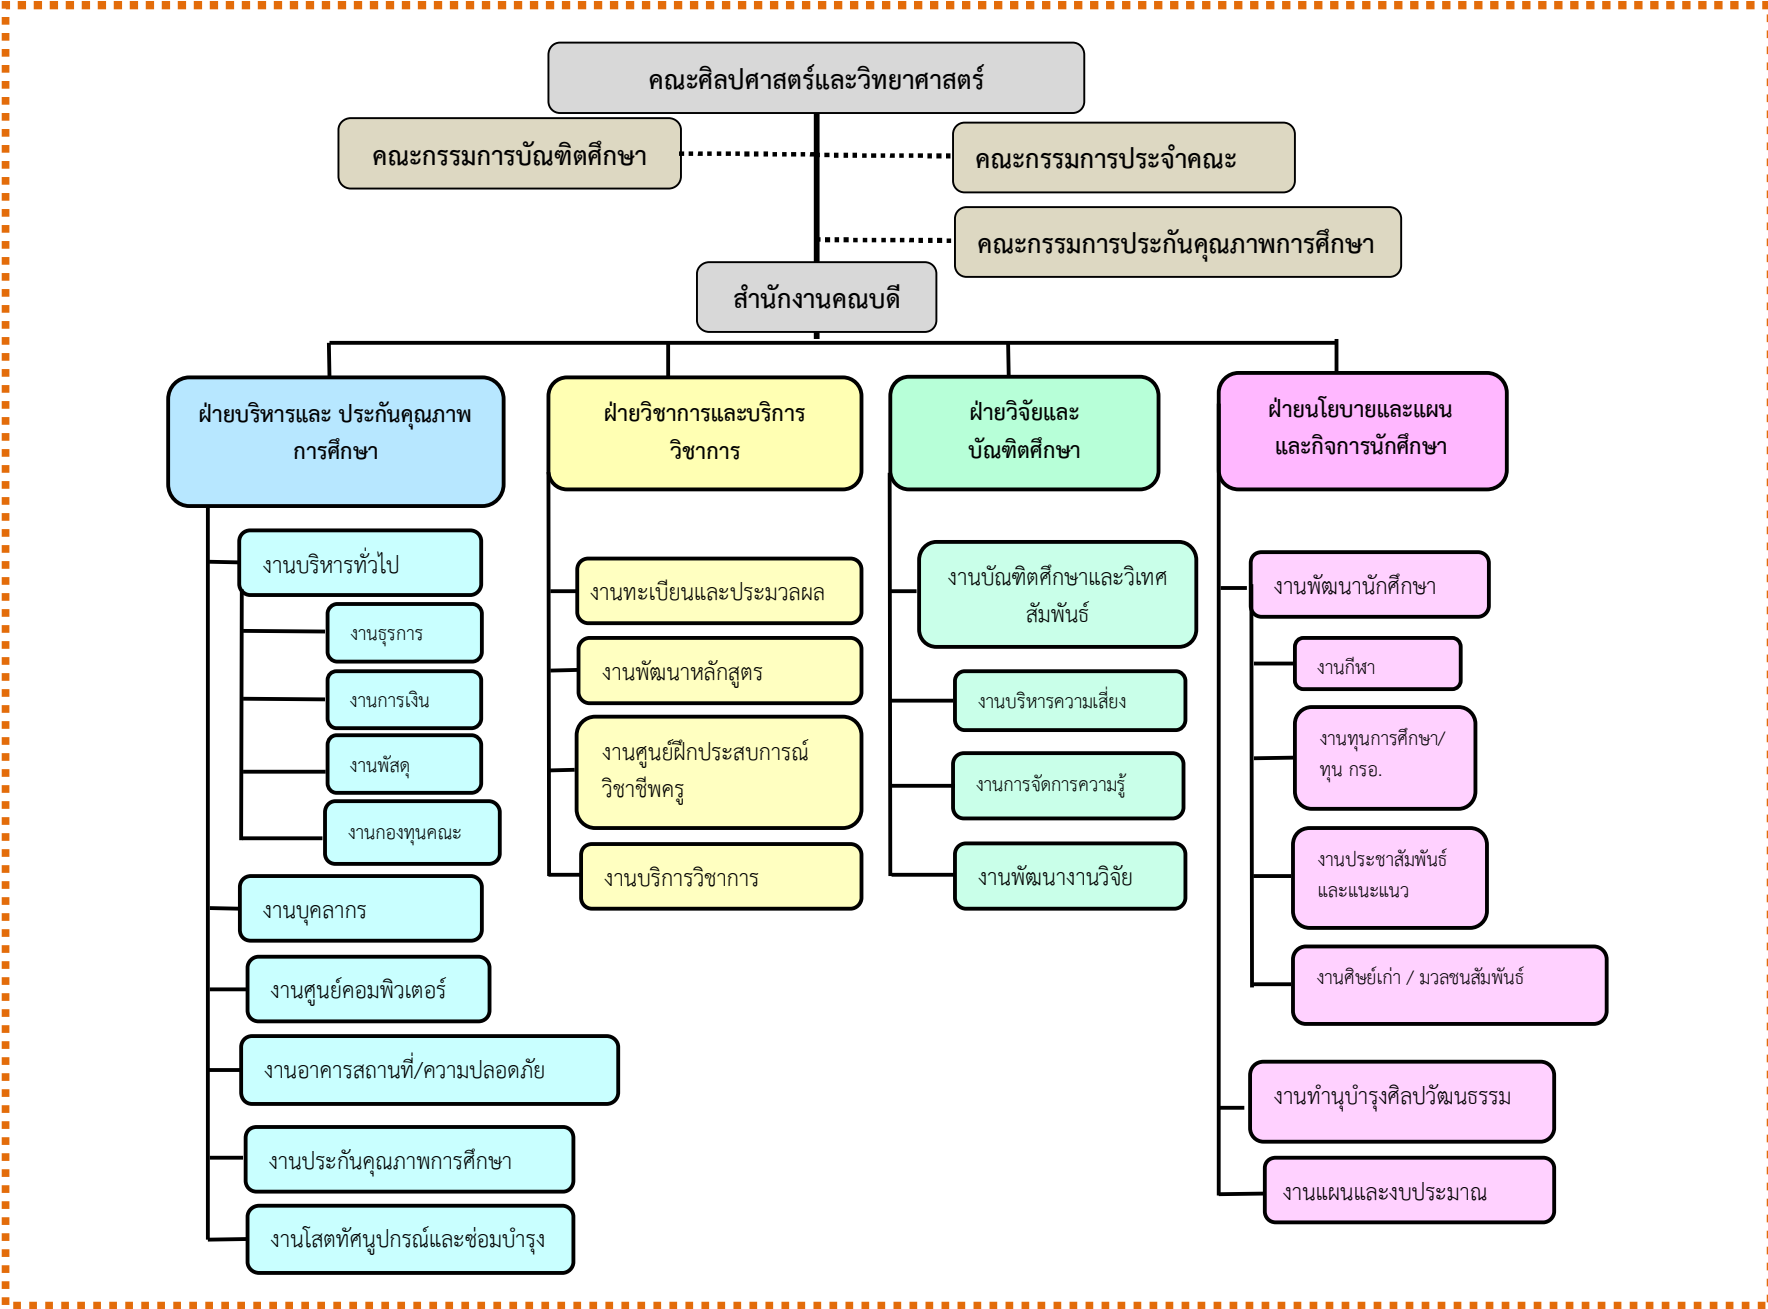 คณะศิลปศาสตร์และวิทยาศาสตร์
คณะกรรมการบัณฑิตศึกษา
คณะกรรมการประจำคณะ
คณะกรรมการประกันคุณภาพการศึกษา
สำนักงานคณบดี
ฝ่ายบริหารและ ประกันคุณภาพ
การศึกษา
งานบริหารทั่วไป
งานธุรการ
งานการเงิน
งานพัสดุ
งานกองทุนคณะ
งานบุคลากร
งานศูนย์คอมพิวเตอร์
งานอาคารสถานที่/ความปลอดภัย
งานประกันคุณภาพการศึกษา
งานโสตทัศนูปกรณ์และซ่อมบำรุง
ฝ่ายวิชาการและบริการ
วิชาการ
งานทะเบียนและประมวลผล
งานพัฒนาหลักสูตร
งานศูนย์ฝึกประสบการณ์
วิชาชีพครู
งานบริการวิชาการ
ฝ่ายวิจัยและ
บัณฑิตศึกษา
งานบัณฑิตศึกษาและวิเทศ
สัมพันธ์
งานบริหารความเสี่ยง
งานการจัดการความรู้
งานพัฒนางานวิจัย
ฝ่ายนโยบายและแผน
และกิจการนักศึกษา
งานพัฒนานักศึกษา
งานกีฬา
งานทุนการศึกษา/
ทุน กรอ.
งานประชาสัมพันธ์
และแนะแนว
งานศิษย์เก่า / มวลชนสัมพันธ์
งานทำนุบำรุงศิลปวัฒนธรรม
งานแผนและงบประมาณ